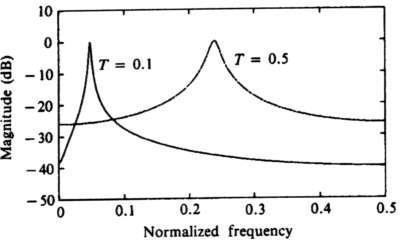 10
0
−10
−20
−30
−40
−50
Magnitude (dB)
T = 0.1
T = 0.5
0 0.1 0.2 0.3 0.4 0.5
Normalized frequency